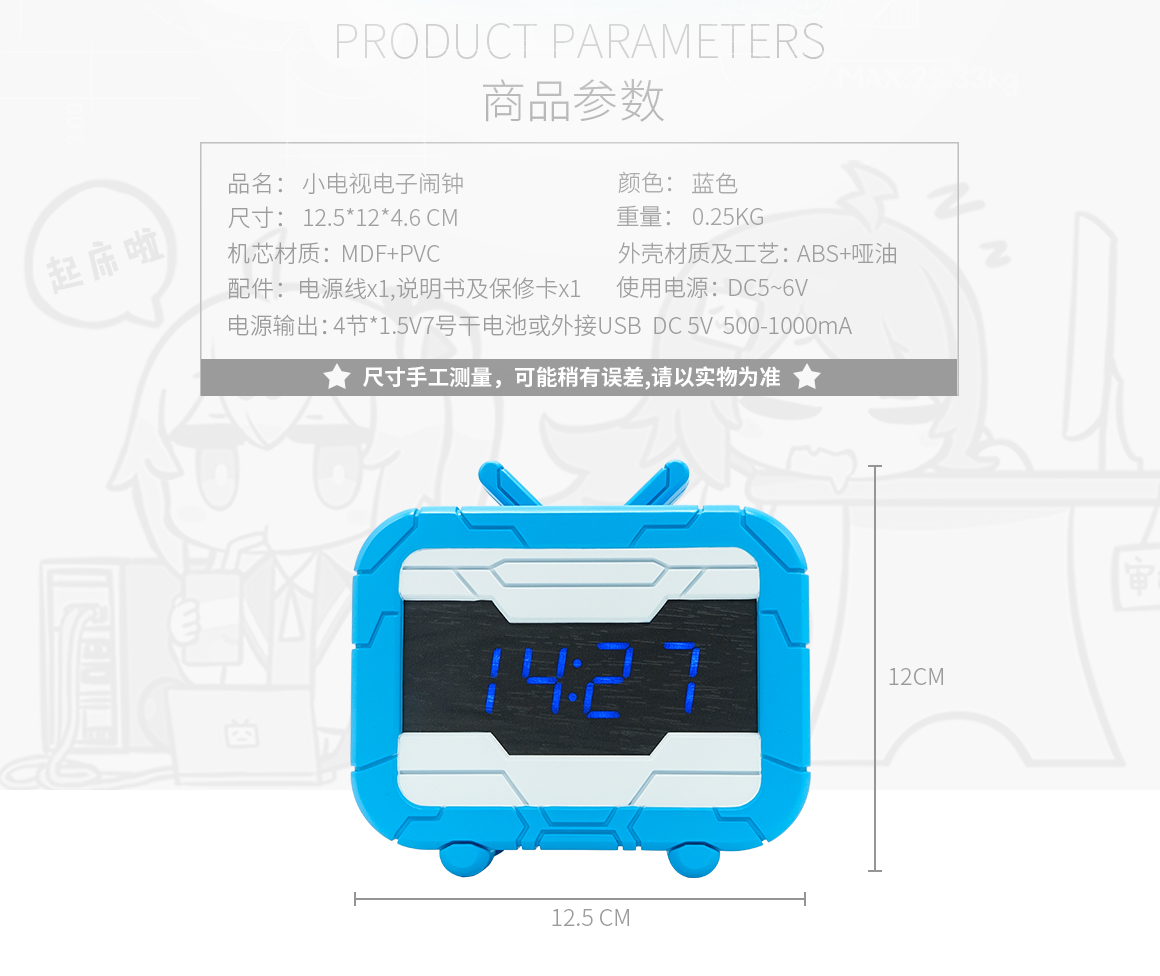 PRODUCT PARAMETERS
商品参数
品名： 小电视电子闹钟 颜色： 蓝色
尺寸： 12.5*12*4.6 CM 重量： 0.25KG
机芯材质：MDF+PVC 外壳材质及工艺：ABS+哑油
配件： 电源线x1,说明书及保修卡x1 使用电源：DC5~6V
电源输出：4节*1.5V7号干电池或外接USB DC 5V 500-1000mA
尺寸手工测量，可能稍有误差,请以实物为准
起床啦
14:27
12CM
12.5 CM